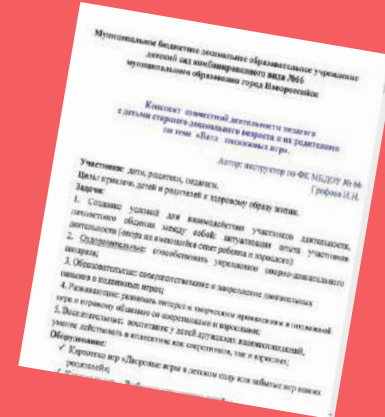 Муниципальное бюджетное дошкольное образовательное учреждение
детский сад комбинированного вида №66
муниципального образования город Новороссийск
Конспект совместной деятельности педагога
с детьми старшего дошкольного возраста и их родителями
по теме «Вата подвижных игр».
Автор: инструктор по ФК МБДОУ № 66
Графова И.Н.
Участники: дети, родители, педагоги.
Цель: привлечь детей и родителей к здоровому образу жизни.
Задачи:
1. Создание условий для взаимодействия участников деятельности,
личностного общения между собой; актуализация опыта участников
деятельности (опора на имеющийся опыт ребенка и взрослого)
2. Оздоровительные: способствовать укреплению опорно-двигательного
аппарата;
3. Образовательные: совершенствование и закрепление двигательных
навыков в подвижных играх;
4. Развивающие: развивать интерес к творческим проявлениям в подвижной
игре и игровому общению со сверстниками и взрослыми;
5. Воспитательные: воспитание у детей дружеских взаимоотношений,
умение действовать в коллективе как сверстников, так и взрослых;
Оборудование:
✓ Картотека игр «Дворовые игры в детском саду или забытые игр наших
родителей»;